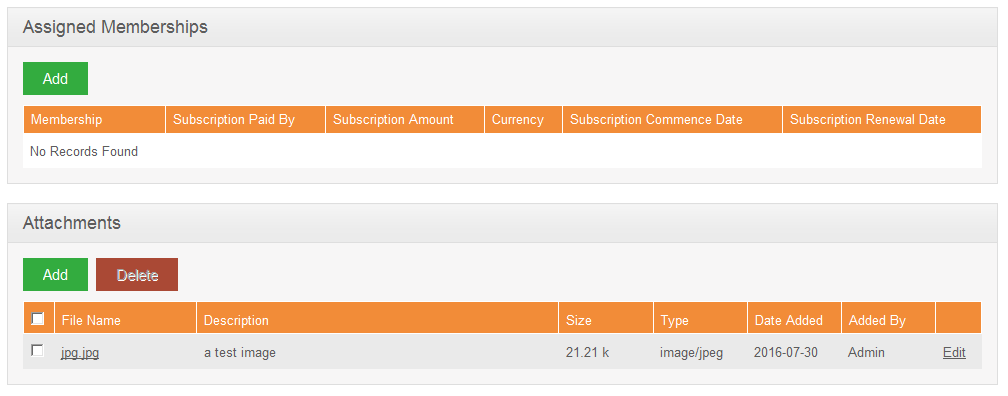 Assigned Memberships
Add
Membership Subscription Paid By Subscription Amount Currency Subscription Commence Date Subscription Renewal Date
No Records Found
Attachments
Add Delete
File Name Description Size Type Date Added Added By
jpg.jpg a test image 21.21 k image/jpeg 2016-07-30 Admin Edit